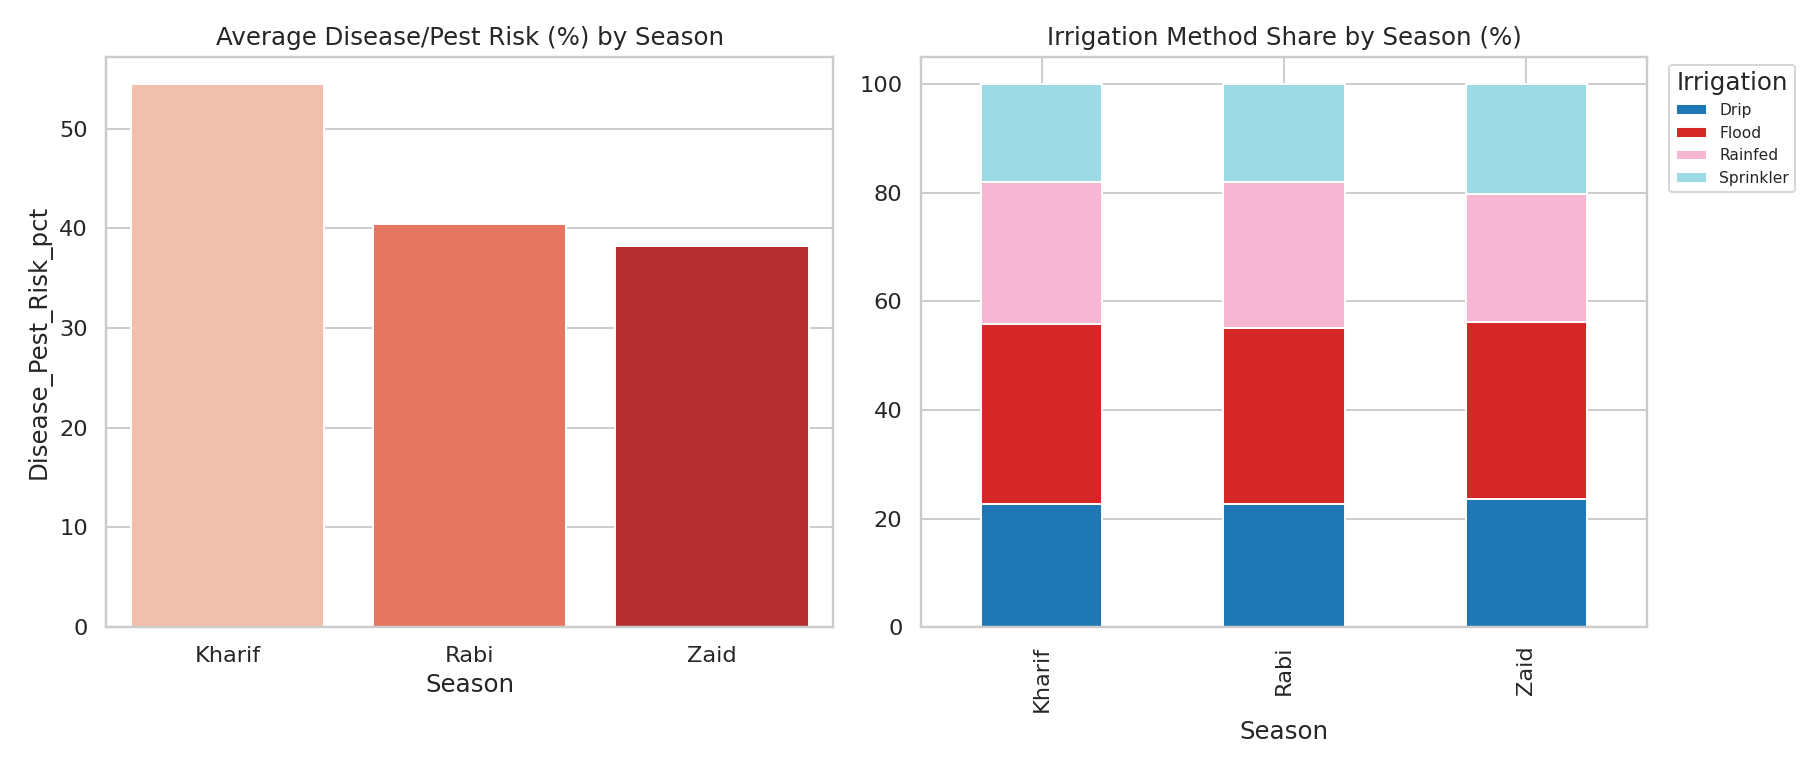 Average Disease/Pest Risk (%) by Season
Disease_Pest_Risk_pct
50
40
30
20
10
0
Kharif
Rabi
Zaid
Season
Irrigation Method Share by Season (%)
100
80
60
40
20
0
Kharif
Rabi
Zaid
Season
Irrigation
Drip
Flood
Rainfed
Sprinkler